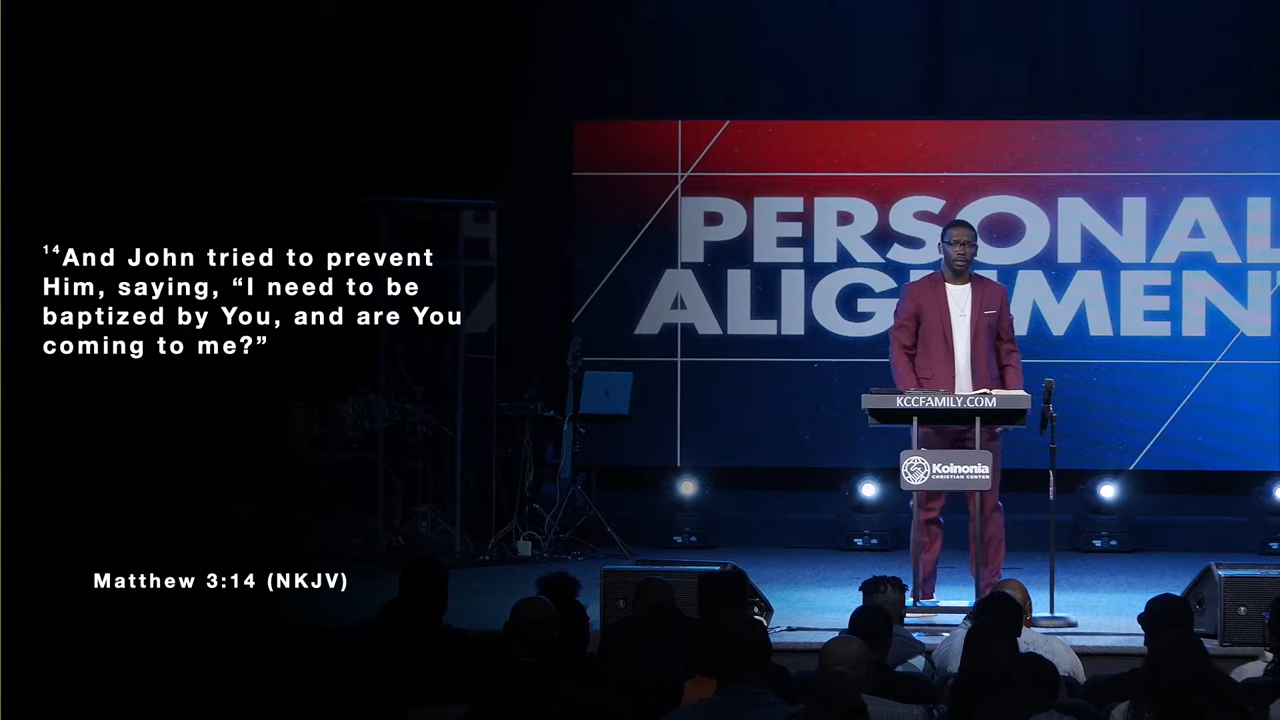 ¹⁴And John tried to prevent
Him, saying, “I need to be
baptized by You, and are You
coming to me?”
Matthew 3:14 (NKJV)
PERSONAL
KCCFAMILY.COM
Koinonia
CHRISTIAN CENTER